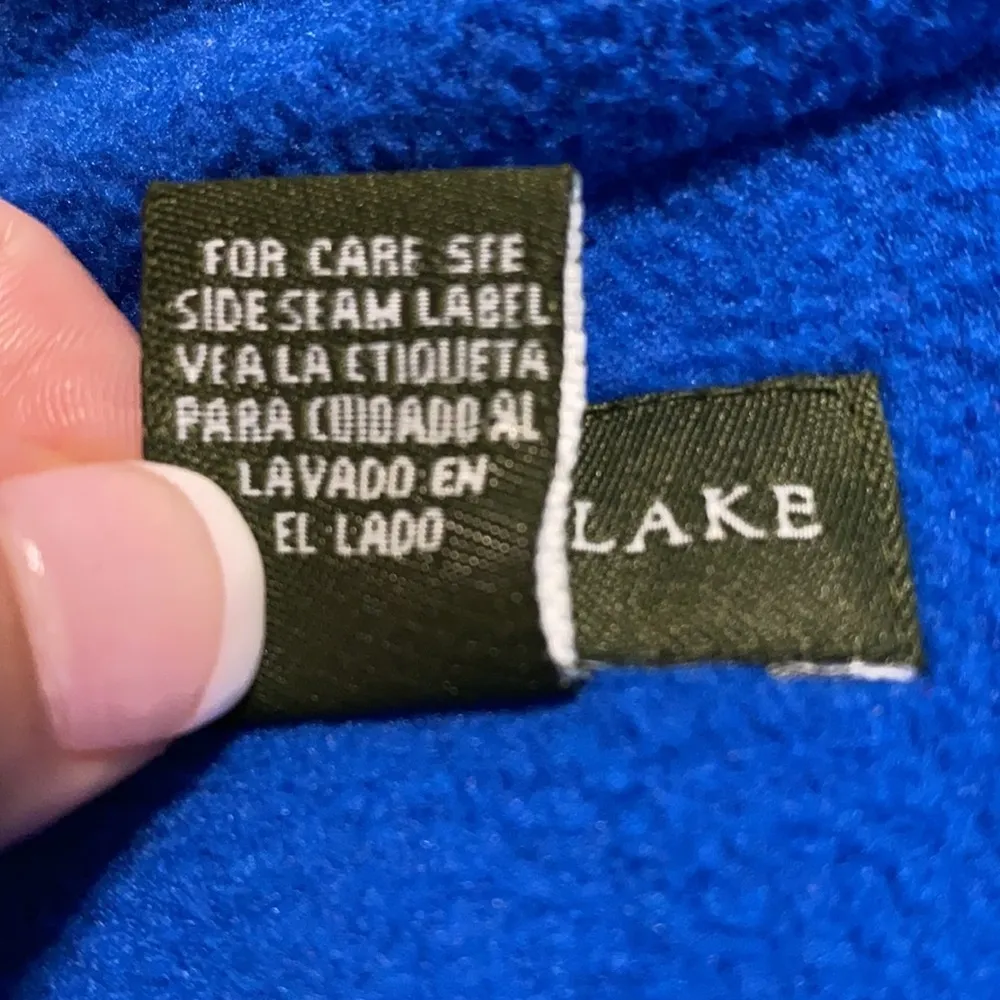 FOR CARE SEE
SIDE SEAM LABEL
VEA LA ETIQUETA
PARA CUIDADO AL
LAVADO EN
EL LADO
LAKE